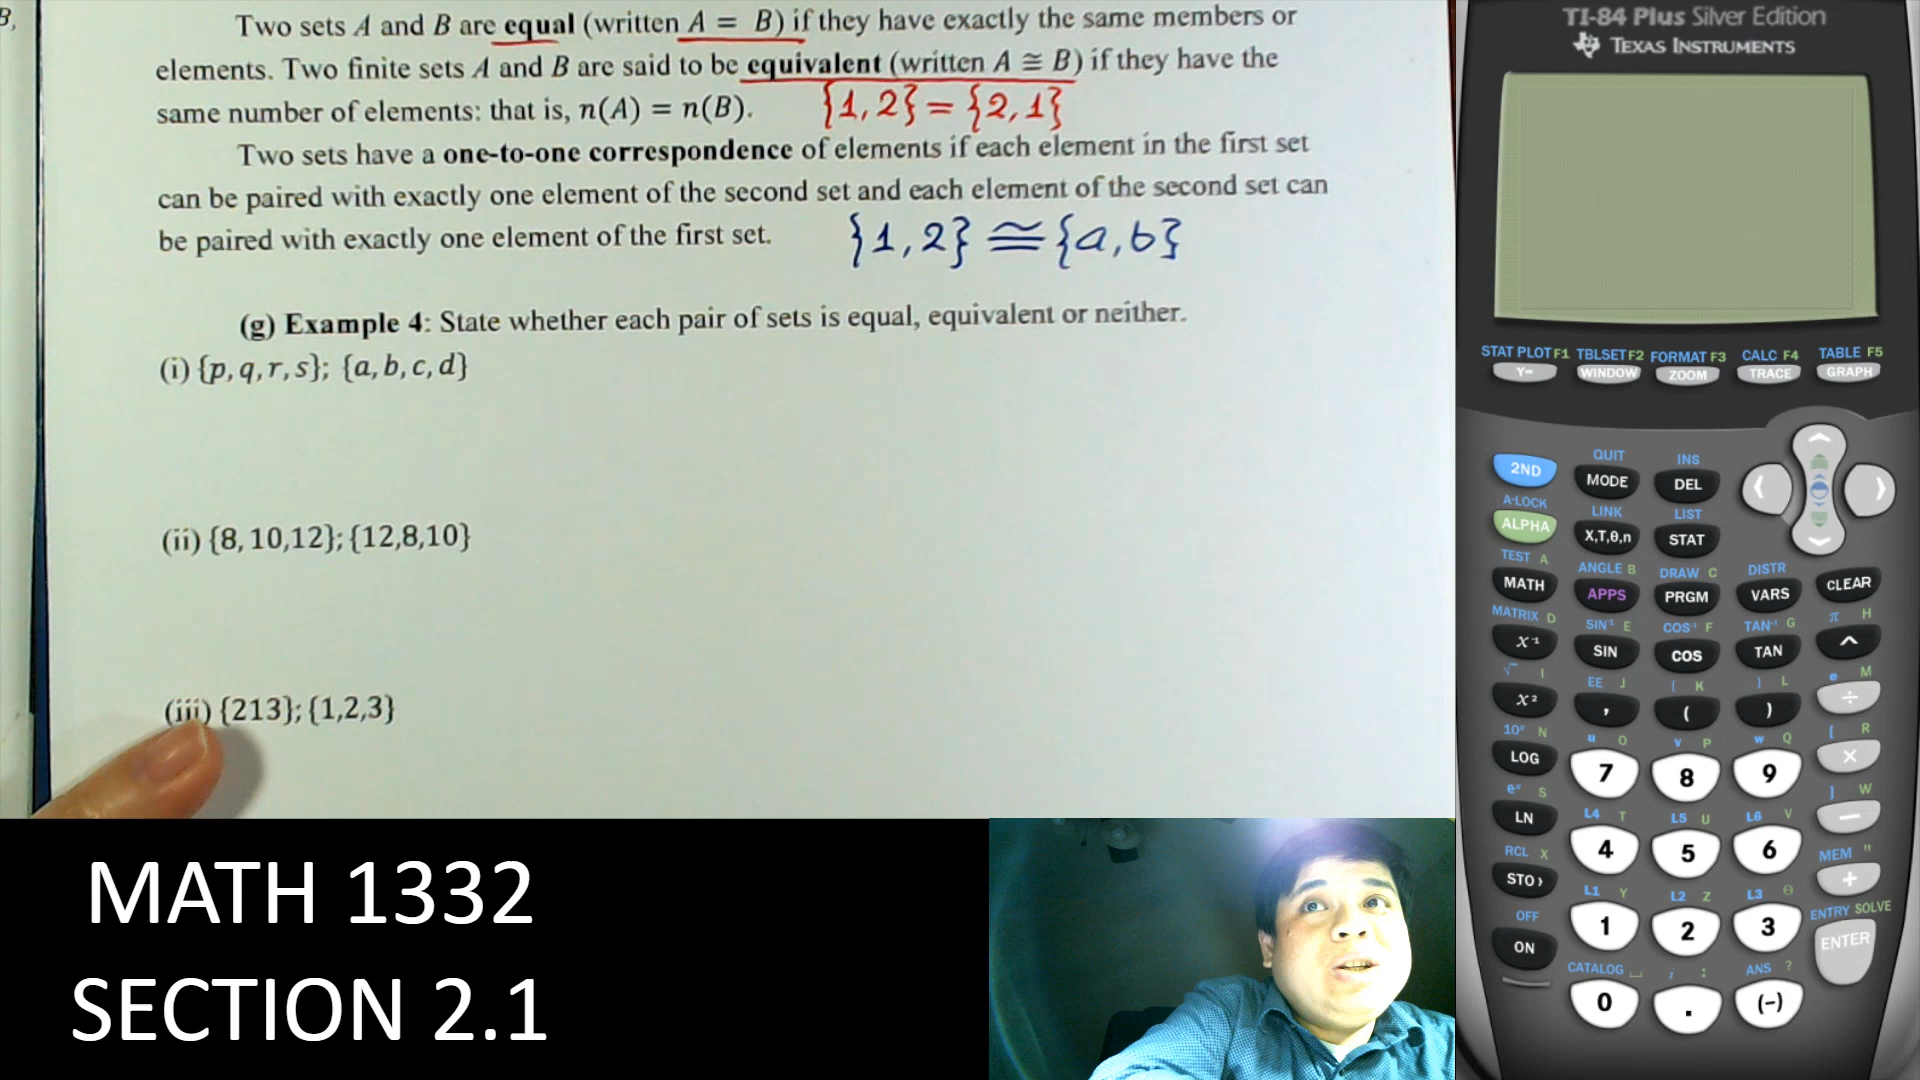 B,
Two sets A and B are equal (written A = B) if they have exactly the same members or
elements. Two finite sets A and B are said to be equivalent (written A ≅ B) if they have the
same number of elements: that is, n(A) = n(B). {1,2} = {2,1}
Two sets have a one-to-one correspondence of elements if each element in the first set
can be paired with exactly one element of the second set and each element of the second set can
be paired with exactly one element of the first set. {1,2} ≅ {a,b}
(g) Example 4: State whether each pair of sets is equal, equivalent or neither.
(i) {p, q, r, s}; {a, b, c, d}
(ii) {8, 10,12}; {12,8,10}
(iii) {213}; {1,2,3}
MATH 1332
SECTION 2.1
TI-84 Plus Silver Edition
TEXAS INSTRUMENTS
STAT PLOT F1 TBLSET F2 FORMAT F3 CALC F4 TABLE F5
Y= WINDOW ZOOM TRACE GRAPH
QUIT INS
2ND MODE DEL
A-LOCK LINK LIST
ALPHA X,T,θ,n STAT
TEST A ANGLE B DRAW C DISTR
MATH APPS PRGM VARS CLEAR
MATRIX D SIN⁻¹ E COS⁻¹ F TAN⁻¹ G π H
X⁻¹ SIN COS TAN ^
√ I EE J { K } L e M
X² , ( ) ÷
10ˣ N u O v P w Q [ R
LOG 7 8 9 ×
eˣ S L4 T L5 U L6 V ] W
LN 4 5 6 −
RCL X L1 Y L2 Z L3 θ MEM "
STO› 1 2 3 +
OFF CATALOG ⎵ i : ANS ? ENTRY SOLVE
ON 0 . (−) ENTER